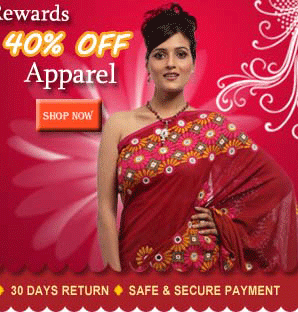 Rewards
40% OFF
Apparel
SHOP NOW
30 DAYS RETURN ◆ SAFE & SECURE PAYMENT